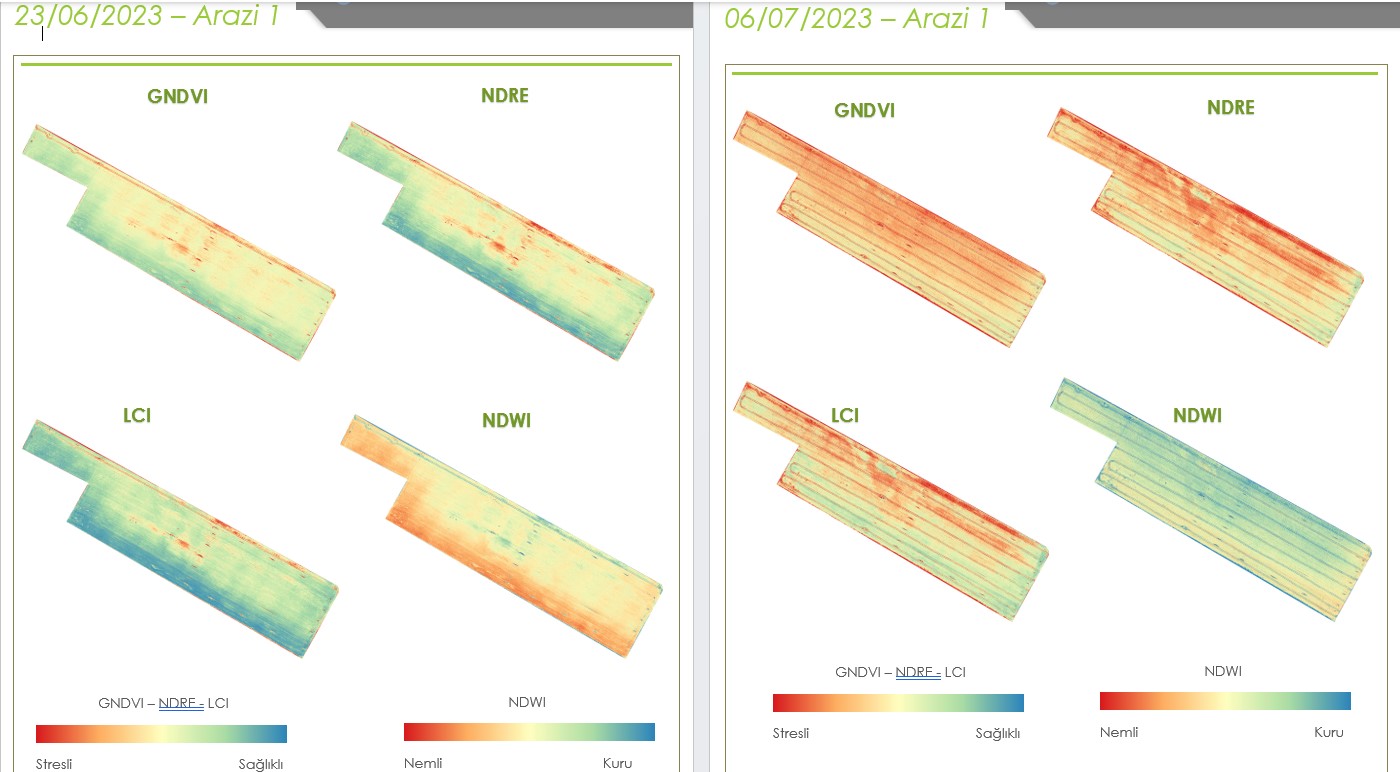 23/06/2023 – Arazi 1
GNDVI
NDRE
LCI
NDWI
GNDVI – NDRE - LCI
NDWI
Stresli
Sağlıklı
Nemli
Kuru
06/07/2023 – Arazi 1
GNDVI
NDRE
LCI
NDWI
GNDVI – NDRE - LCI
NDWI
Stresli
Sağlıklı
Nemli
Kuru